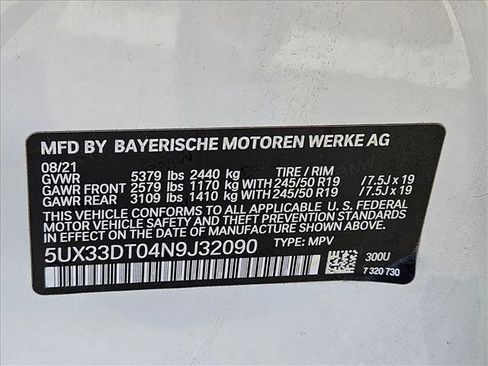 MFD BY BAYERISCHE MOTOREN WERKE AG
08/21
GVWR 5379 lbs 2440 kg TIRE / RIM
GAWR FRONT 2579 lbs 1170 kg WITH 245/50 R19 /7.5J x 19
GAWR REAR 3109 lbs 1410 kg WITH 245/50 R19 /7.5J x 19
THIS VEHICLE CONFORMS TO ALL APPLICABLE U.S. FEDERAL
MOTOR VEHICLE SAFETY AND THEFT PREVENTION STANDARDS
IN EFFECT ON THE DATE OF MANUFACTURE SHOWN ABOVE.
5UX33DT04N9J32090 TYPE: MPV
300U
7 320 730